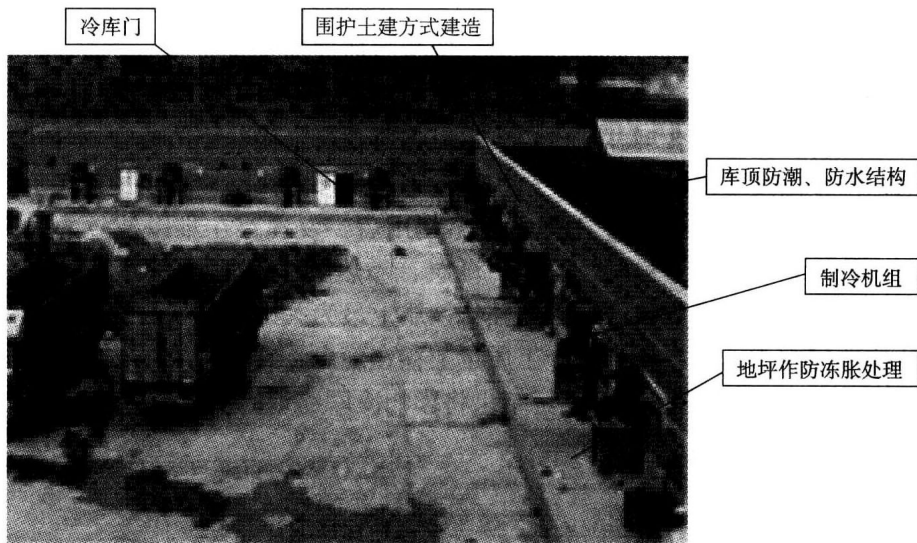 冷库门
围护土建方式建造
库顶防潮、防水结构
制冷机组
地坪作防冻胀处理